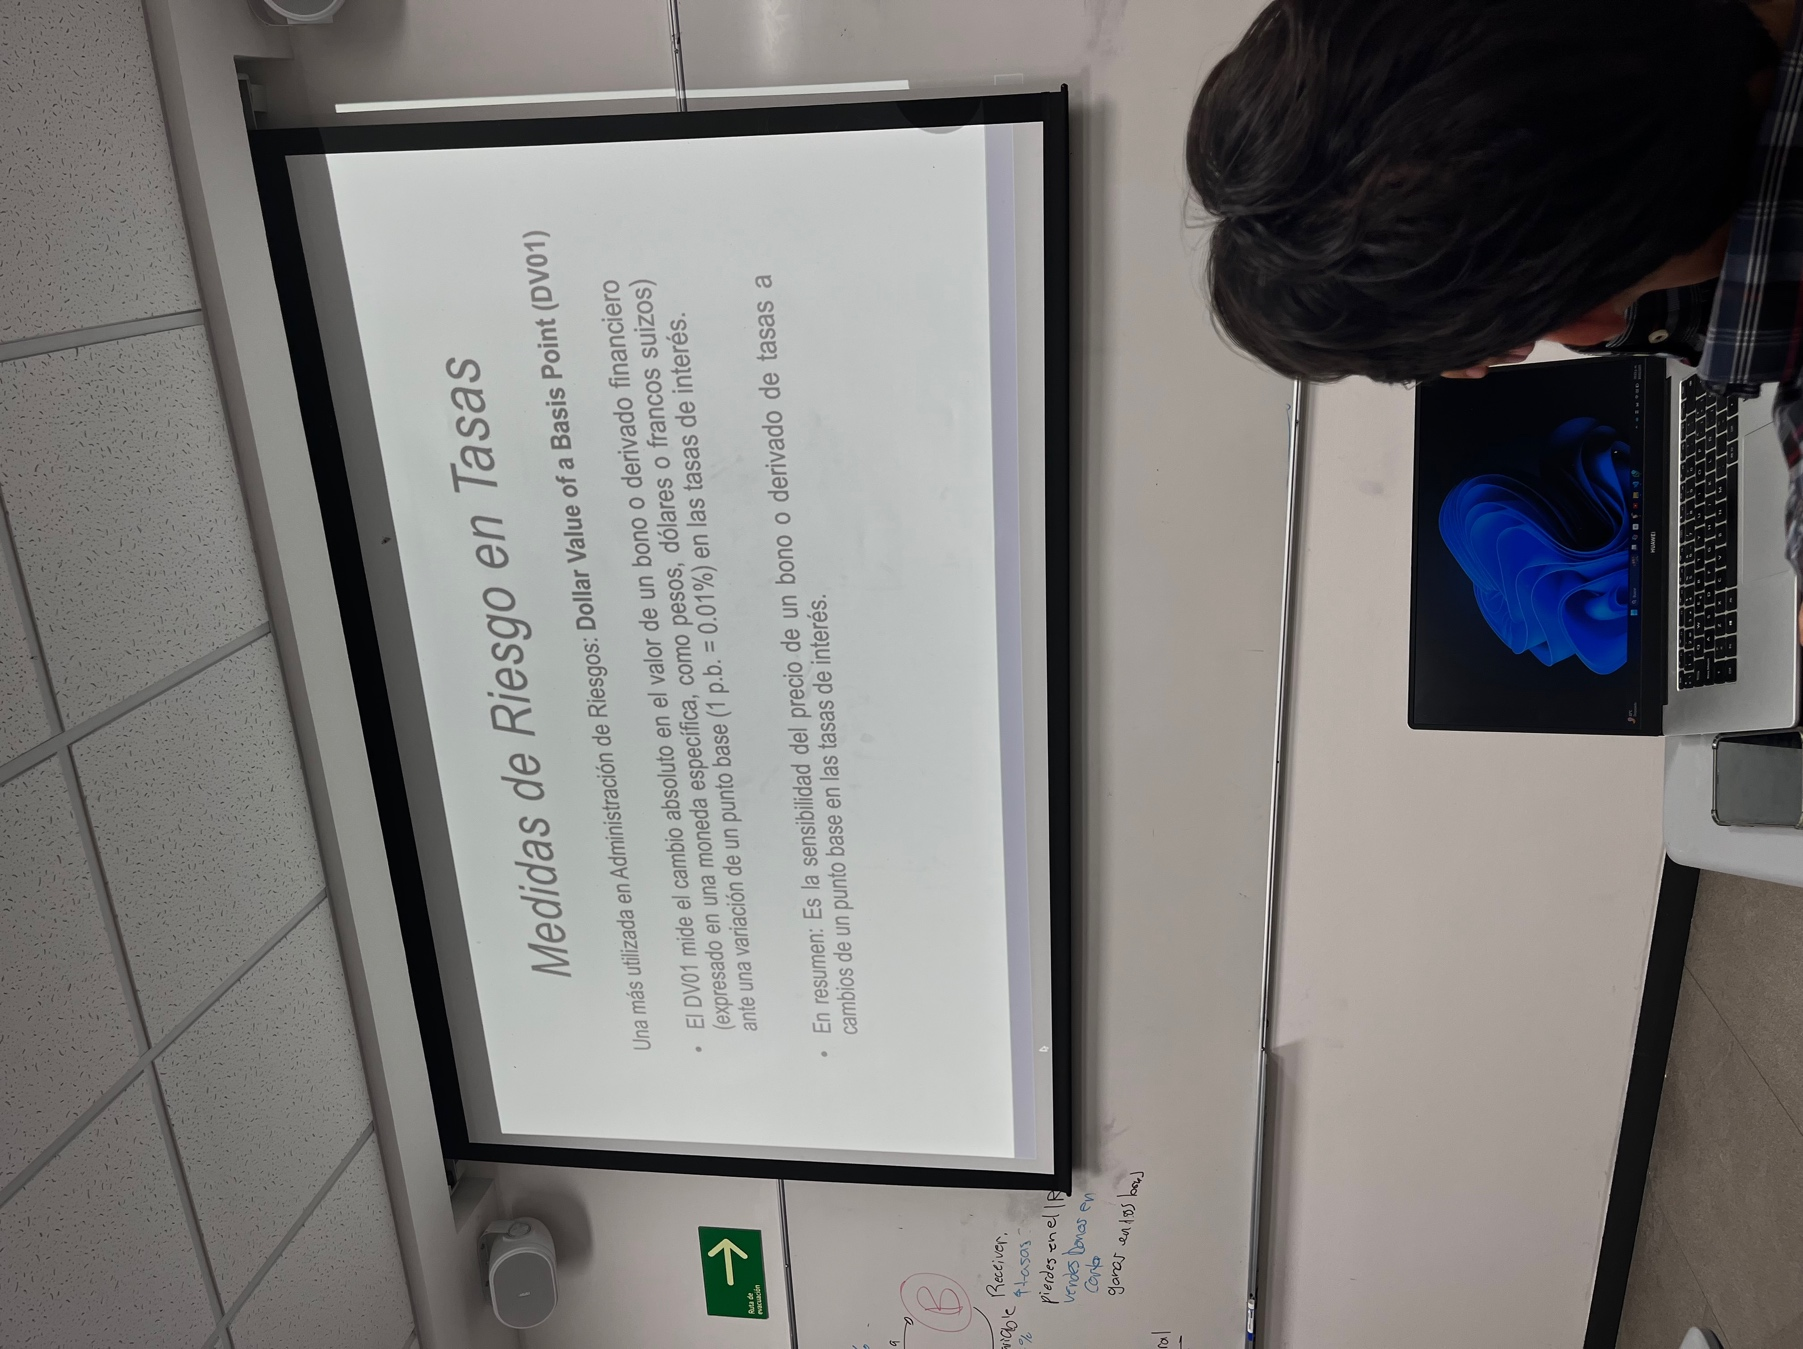 Medidas de Riesgo en Tasas
Una más utilizada en Administración de Riesgos: Dollar Value of a Basis Point (DV01)
• El DV01 mide el cambio absoluto en el valor de un bono o derivado financiero
(expresado en una moneda específica, como pesos, dólares o francos suizos)
ante una variación de un punto base (1 p.b. = 0.01%) en las tasas de interés.
• En resumen: Es la sensibilidad del precio de un bono o derivado de tasas a
cambios de un punto base en las tasas de interés.
Ruta de
evacuación
B
Receiver.
↑tasas
%
pierdes en el IR
vendes bonos en
corto
ganas en los bonos
HUAWEI